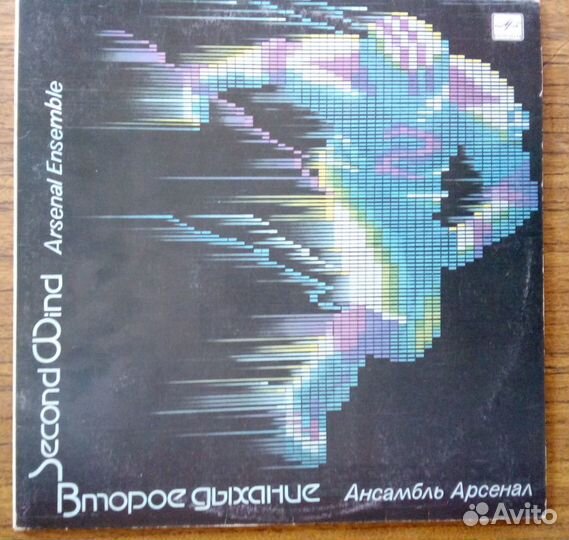 Second Wind
Arsenal Ensemble
Второе дыхание
Ансамбль Арсенал
Avito